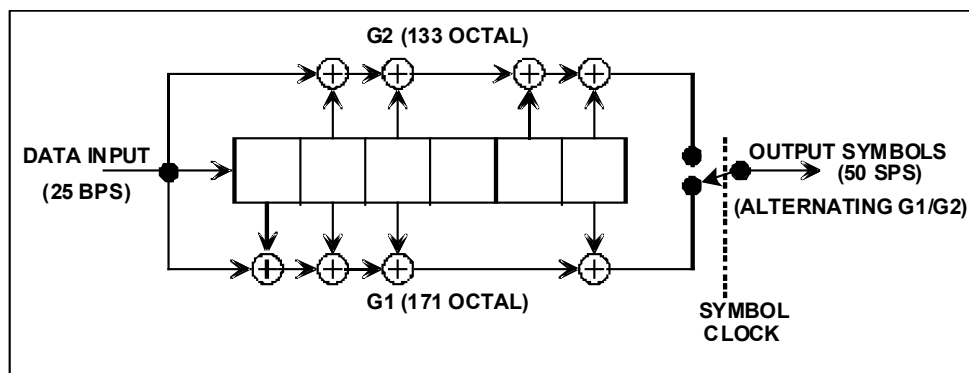 G2 (133 OCTAL)
DATA INPUT
(25 BPS)
OUTPUT SYMBOLS
(50 SPS)
(ALTERNATING G1/G2)
G1 (171 OCTAL)
SYMBOL
CLOCK